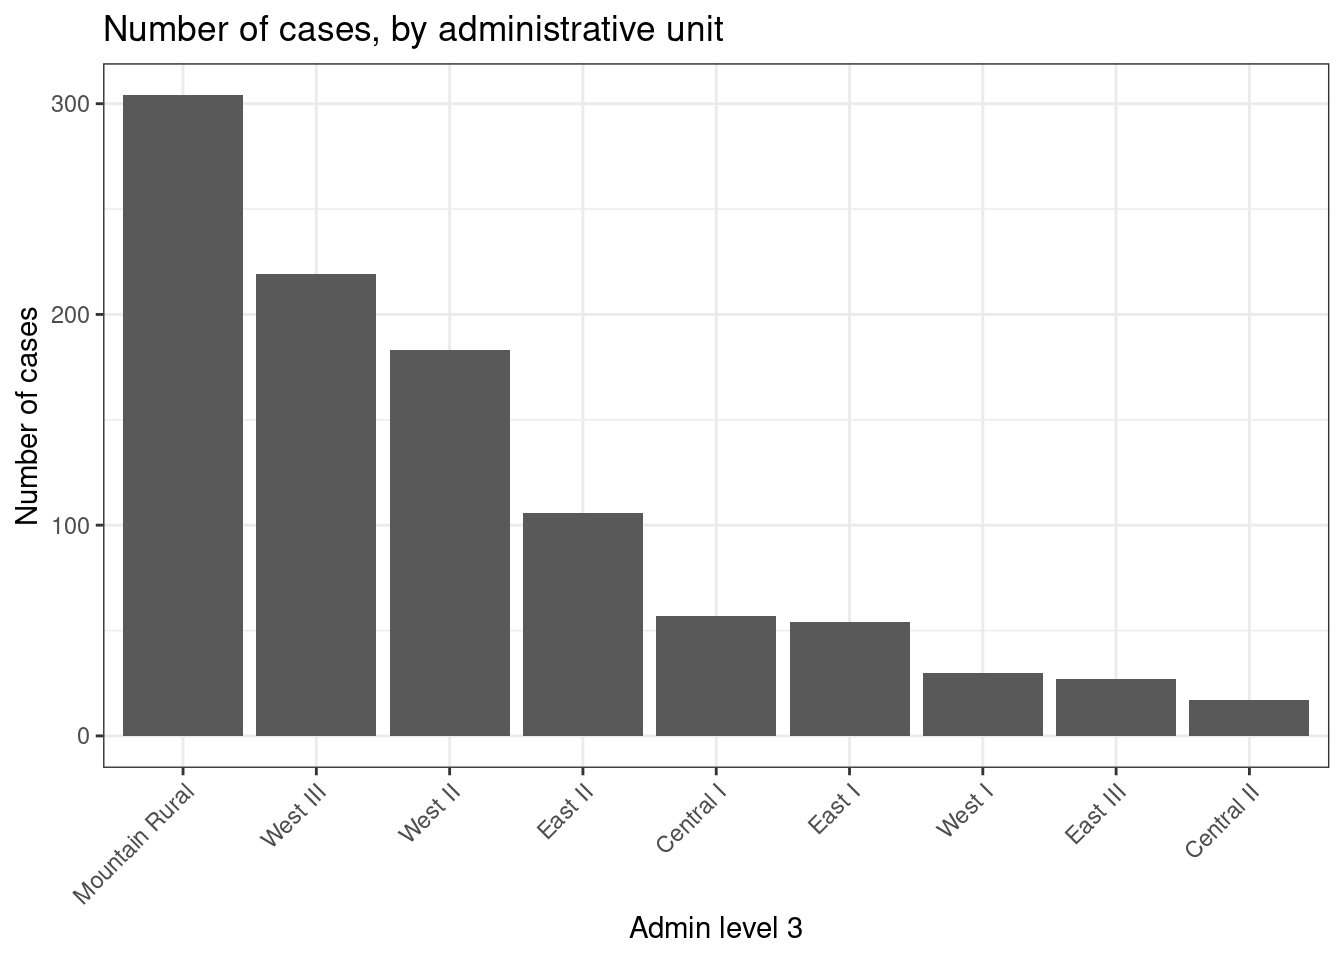 Number of cases, by administrative unit
Number of cases
300
200
100
0
Mountain Rural
West III
West II
East II
Central I
East I
West I
East III
Central II
Admin level 3